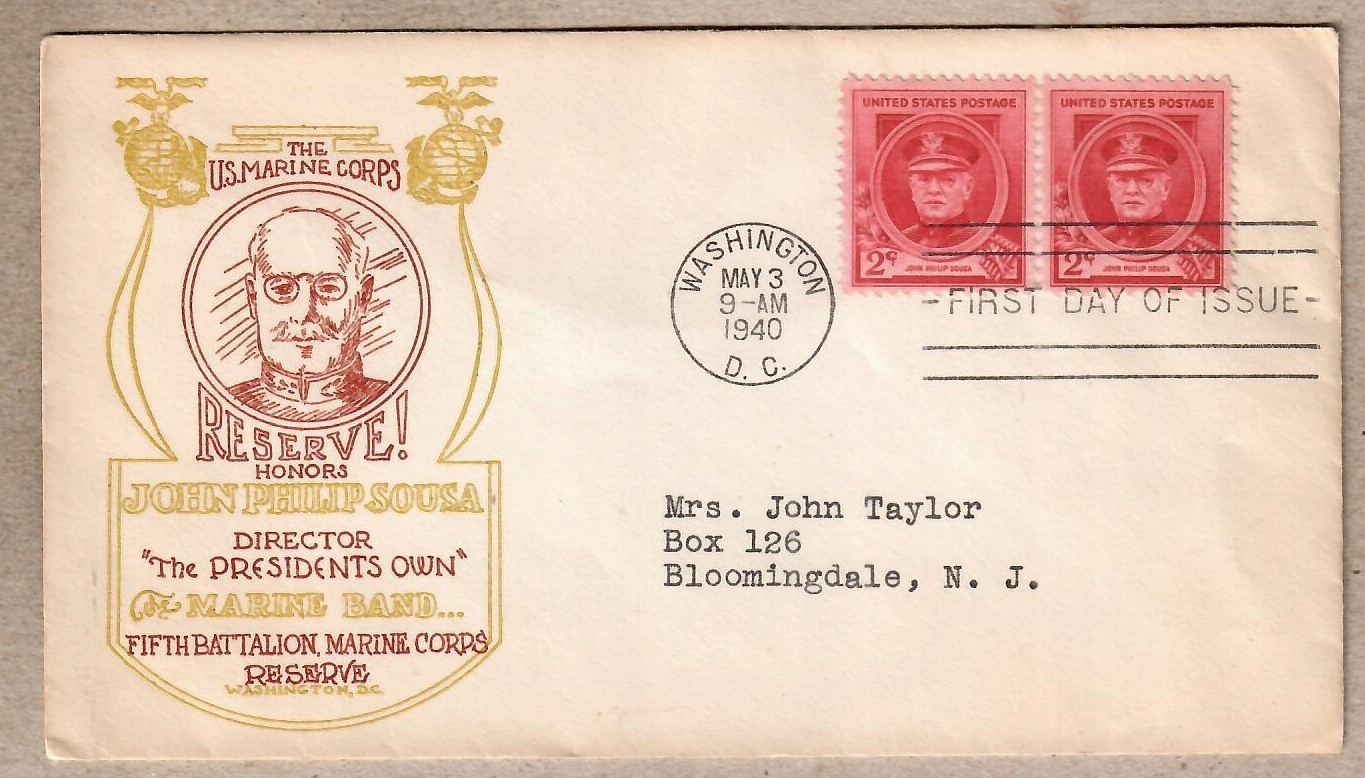 THE
U.S. MARINE CORPS
RESERVE!
HONORS
JOHN PHILIP SOUSA
DIRECTOR
"The PRESIDENTS OWN"
The MARINE BAND...
FIFTH BATTALION, MARINE CORPS
RESERVE
WASHINGTON, D.C.
WASHINGTON
MAY 3
9-AM
1940
D. C.
UNITED STATES POSTAGE
2¢ JOHN PHILIP SOUSA
UNITED STATES POSTAGE
2¢ JOHN PHILIP SOUSA
-FIRST DAY OF ISSUE-
Mrs. John Taylor
Box 126
Bloomingdale, N. J.